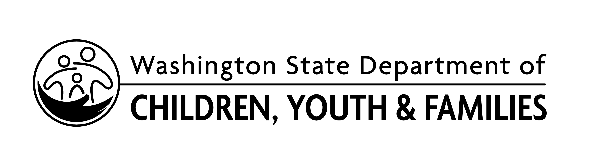 Washington State Department of
CHILDREN, YOUTH & FAMILIES